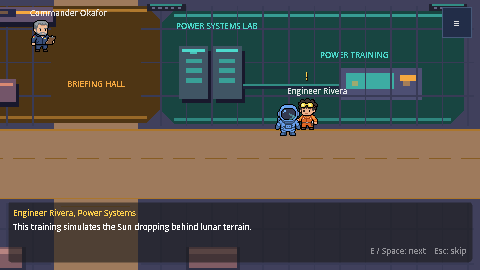 Commander Okafor
POWER SYSTEMS LAB
≡
POWER TRAINING
!
BRIEFING HALL
Engineer Rivera
Engineer Rivera, Power Systems
This training simulates the Sun dropping behind lunar terrain.
E / Space: next Esc: skip